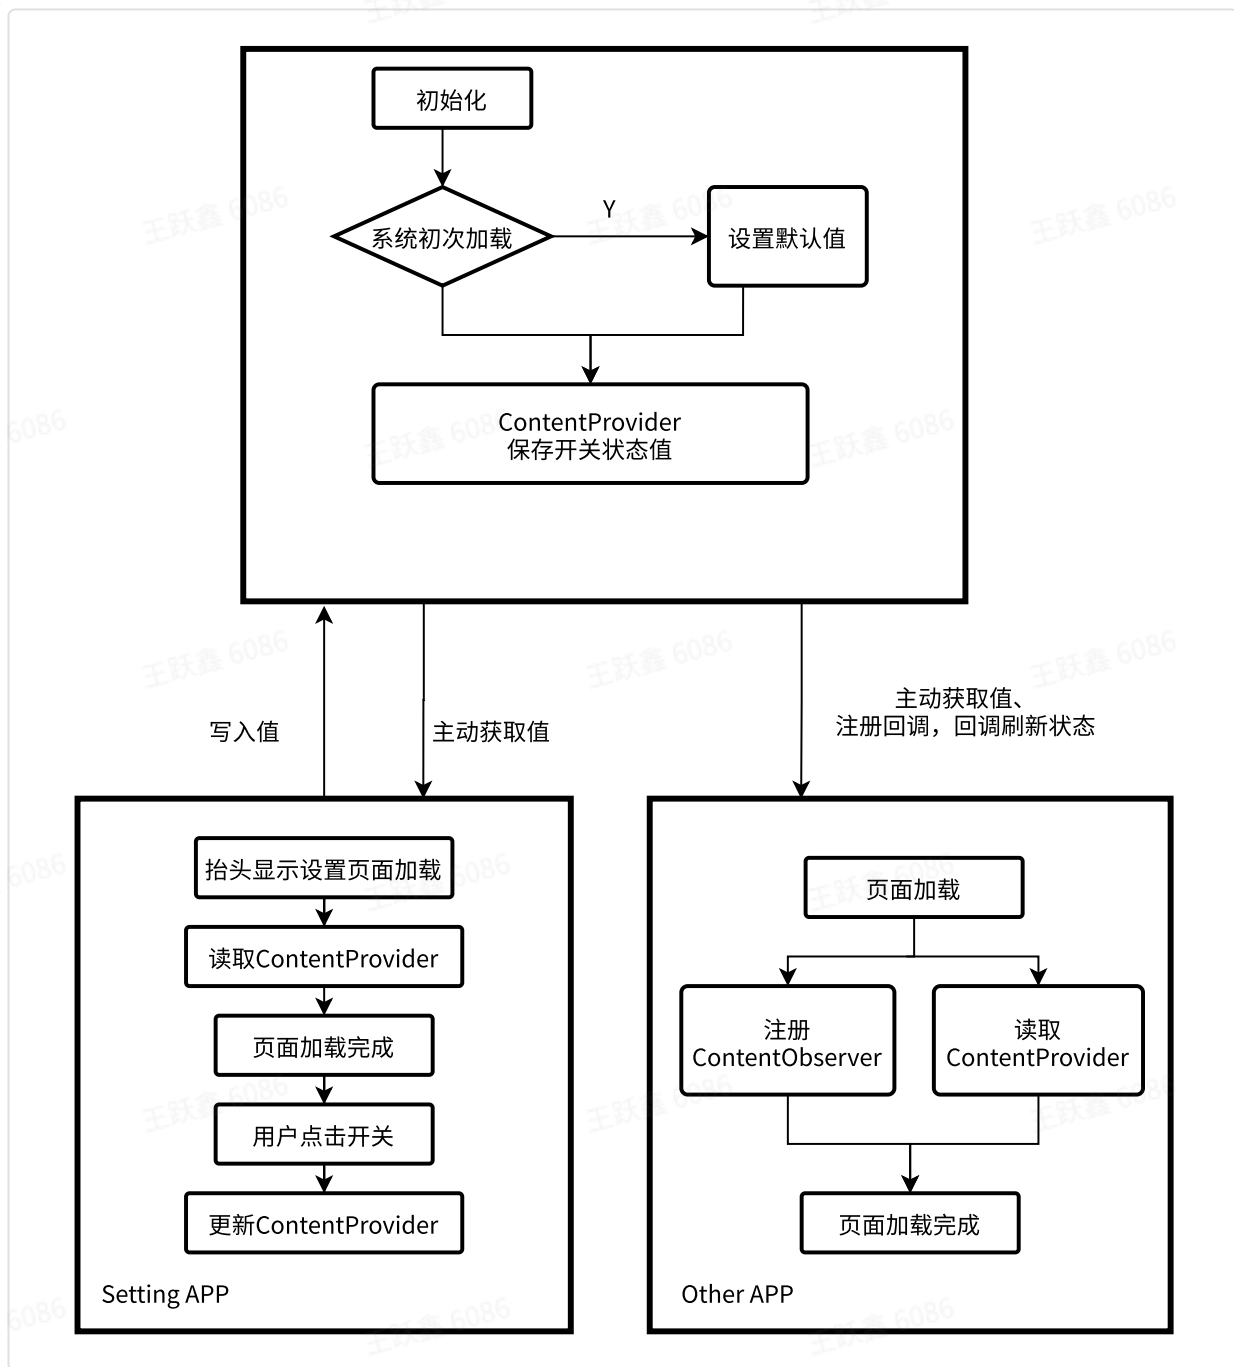 初始化
系统初次加载
Y
设置默认值
ContentProvider
保存开关状态值
写入值
主动获取值
主动获取值、
注册回调，回调刷新状态
抬头显示设置页面加载
读取ContentProvider
页面加载完成
用户点击开关
更新ContentProvider
Setting APP
页面加载
注册
ContentObserver
读取
ContentProvider
页面加载完成
Other APP
王跃鑫 6086